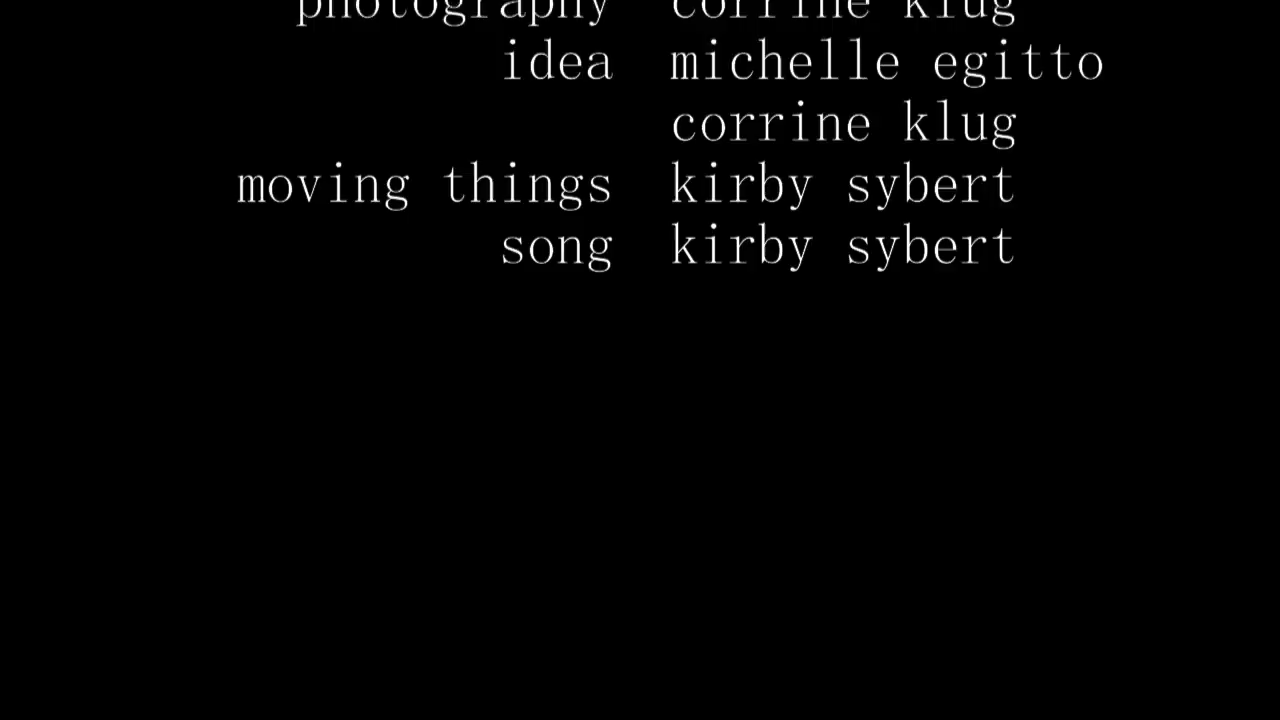 photography corrine klug
idea michelle egitto
corrine klug
moving things kirby sybert
song kirby sybert